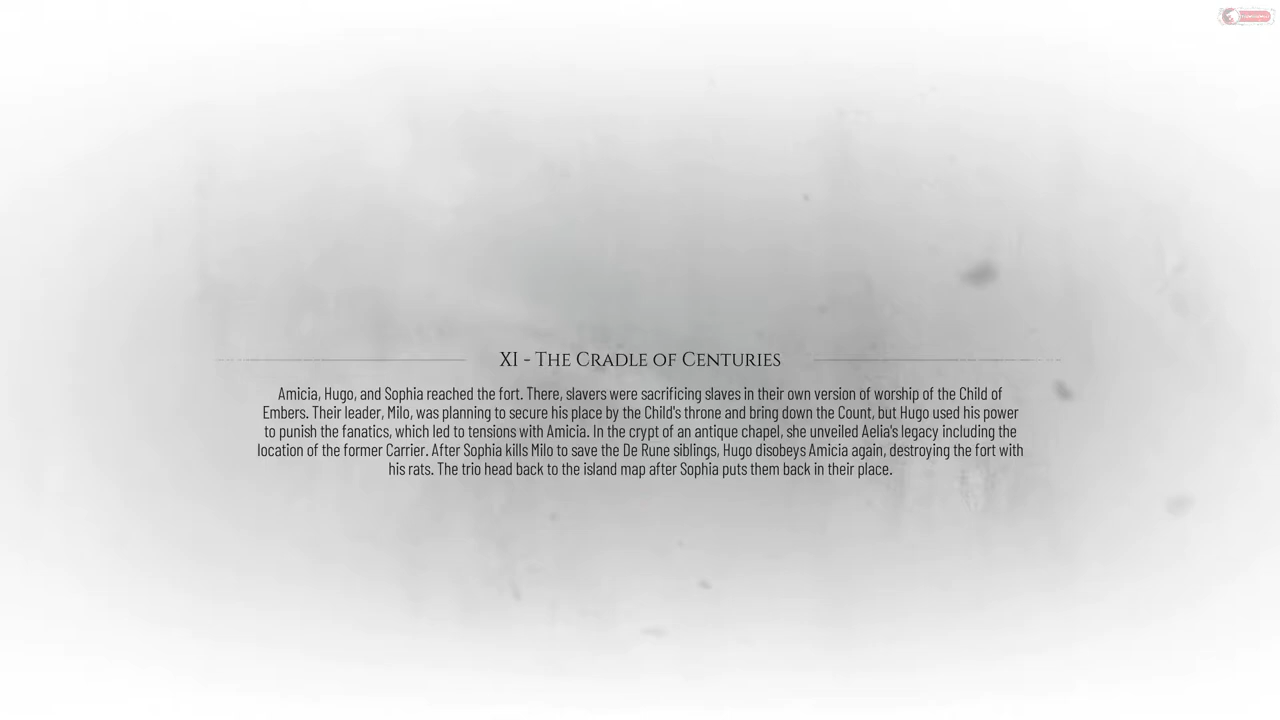 XI - The Cradle of Centuries
Amicia, Hugo, and Sophia reached the fort. There, slavers were sacrificing slaves in their own version of worship of the Child of
Embers. Their leader, Milo, was planning to secure his place by the Child's throne and bring down the Count, but Hugo used his power
to punish the fanatics, which led to tensions with Amicia. In the crypt of an antique chapel, she unveiled Aelia's legacy including the
location of the former Carrier. After Sophia kills Milo to save the De Rune siblings, Hugo disobeys Amicia again, destroying the fort with
his rats. The trio head back to the island map after Sophia puts them back in their place.